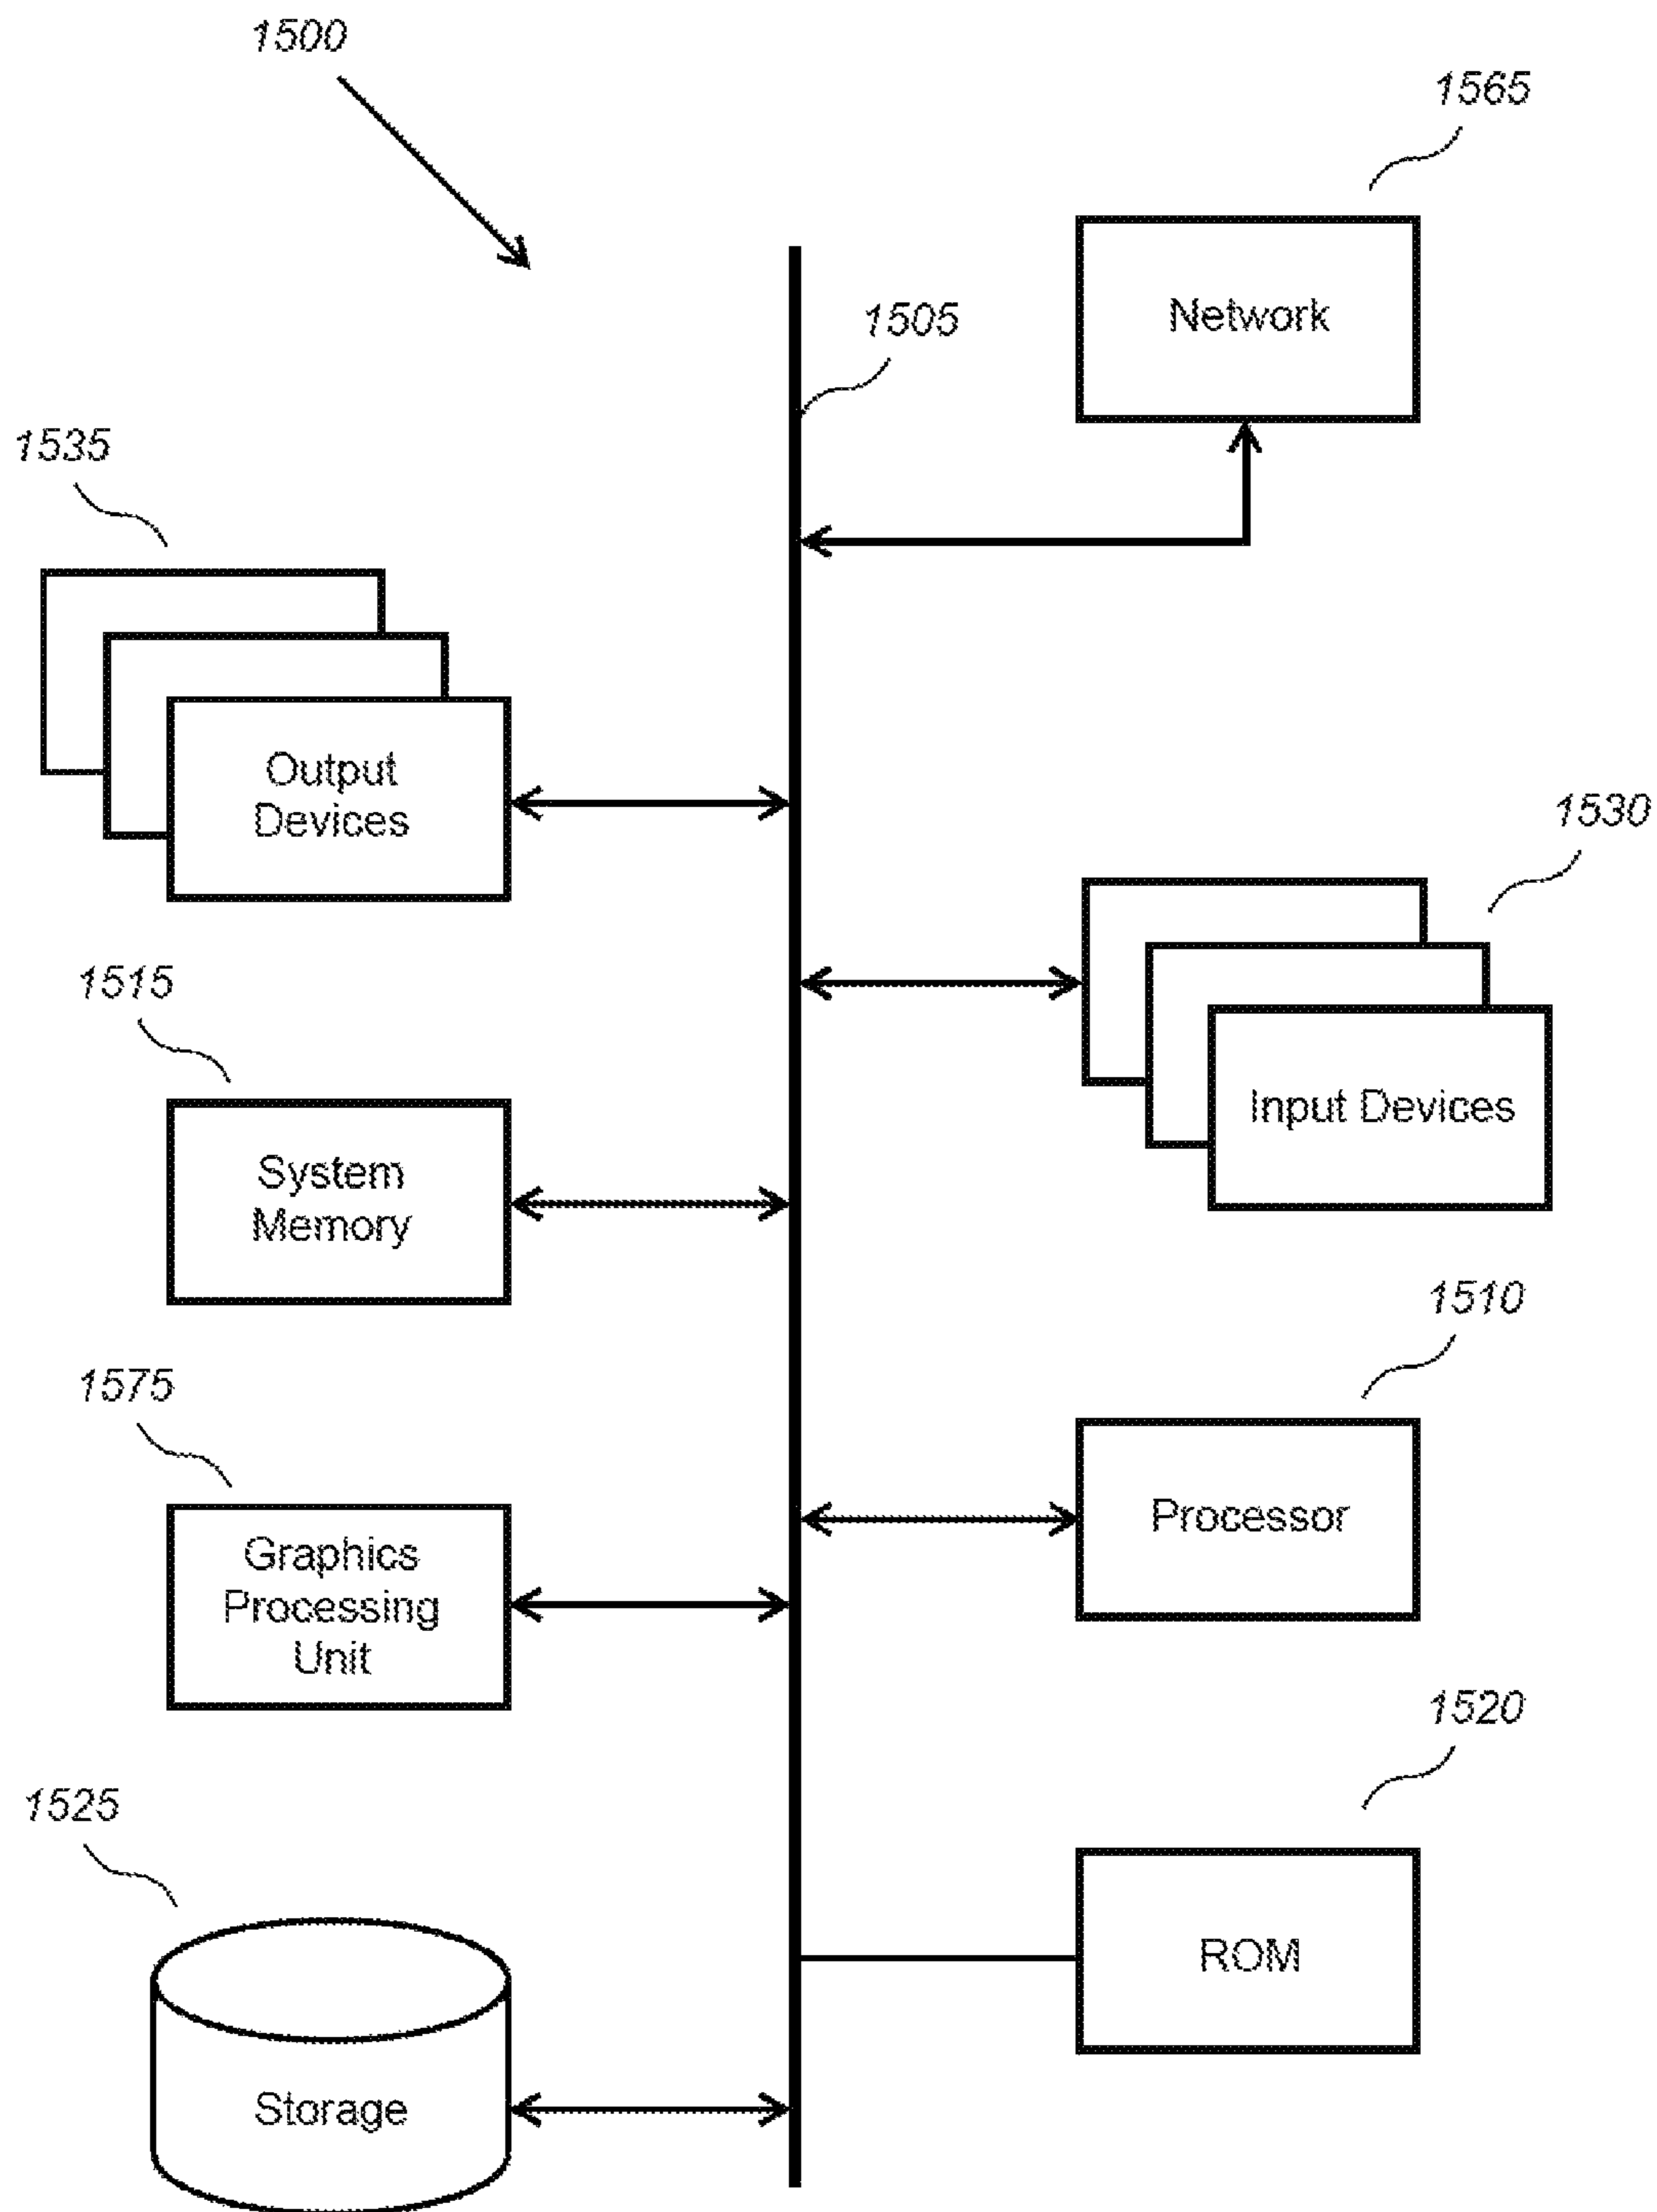 1500
1565
Network
1505
1535
Output
Devices
1530
Input Devices
1515
System
Memory
1510
Processor
1575
Graphics
Processing
Unit
1520
ROM
1525
Storage